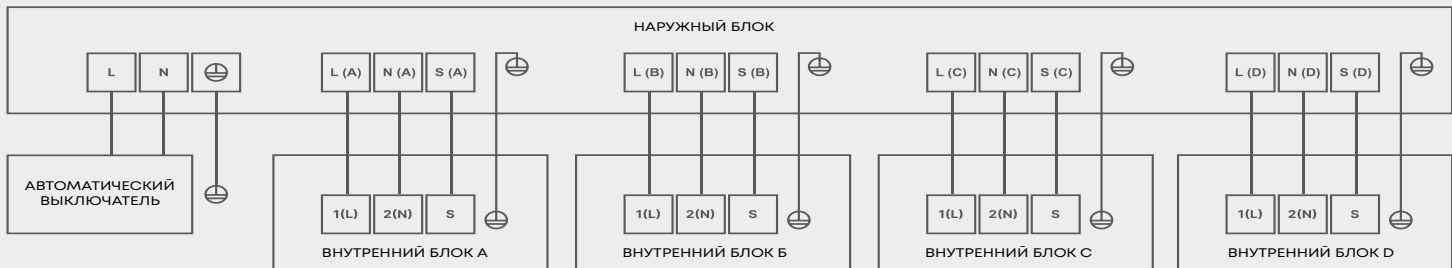 НАРУЖНЫЙ БЛОК
L N L (A) N (A) S (A) L (B) N (B) S (B) L (C) N (C) S (C) L (D) N (D) S (D)
АВТОМАТИЧЕСКИЙ
ВЫКЛЮЧАТЕЛЬ
1(L) 2(N) S 1(L) 2(N) S 1(L) 2(N) S 1(L) 2(N) S
ВНУТРЕННИЙ БЛОК А ВНУТРЕННИЙ БЛОК Б ВНУТРЕННИЙ БЛОК С ВНУТРЕННИЙ БЛОК D